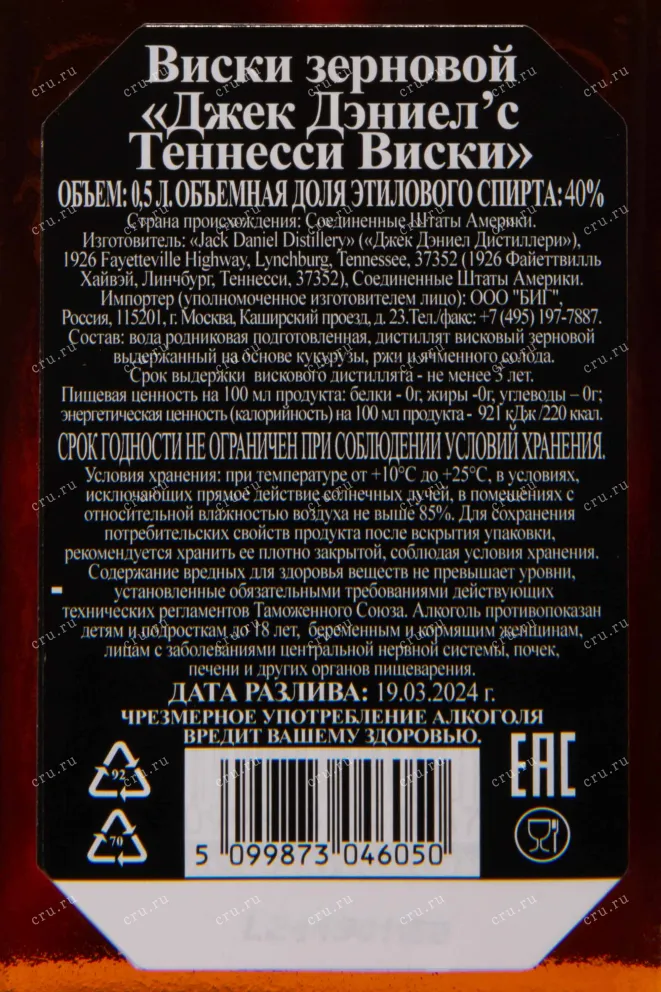 Виски зерновой
«Джек Дэниел’с
Теннесси Виски»
ОБЪЕМ: 0,5 Л. ОБЪЕМНАЯ ДОЛЯ ЭТИЛОВОГО СПИРТА: 40%
Страна происхождения: Соединенные Штаты Америки.
Изготовитель: «Jack Daniel Distillery» («Джек Дэниел Дистиллери»),
1926 Fayetteville Highway, Lynchburg, Tennessee, 37352 (1926 Файеттвилль
Хайвэй, Линчбург, Теннесси, 37352), Соединенные Штаты Америки.
Импортер (уполномоченное изготовителем лицо): ООО "БИГ",
Россия, 115201, г. Москва, Каширский проезд, д. 23.Тел./факс: +7 (495) 197-7887.
Состав: вода родниковая подготовленная, дистиллят висковый зерновой
выдержанный на основе кукурузы, ржи и ячменного солода.
Срок выдержки вискового дистиллята - не менее 3 лет.
Пищевая ценность на 100 мл продукта: белки - 0г, жиры -0г, углеводы – 0г;
энергетическая ценность (калорийность) на 100 мл продукта - 921 кДж /220 ккал.
СРОК ГОДНОСТИ НЕ ОГРАНИЧЕН ПРИ СОБЛЮДЕНИИ УСЛОВИЙ ХРАНЕНИЯ.
Условия хранения: при температуре от +10°С до +25°С, в условиях,
исключающих прямое действие солнечных лучей, в помещениях с
относительной влажностью воздуха не выше 85%. Для сохранения
потребительских свойств продукта после вскрытия упаковки,
рекомендуется хранить ее плотно закрытой, соблюдая условия хранения.
Содержание вредных для здоровья веществ не превышает уровни,
установленные обязательными требованиями действующих
технических регламентов Таможенного Союза. Алкоголь противопоказан
детям и подросткам до 18 лет, беременным и кормящим женщинам,
лицам с заболеваниями центральной нервной системы, почек,
печени и других органов пищеварения.
ДАТА РАЗЛИВА: 19.03.2024 г.
ЧРЕЗМЕРНОЕ УПОТРЕБЛЕНИЕ АЛКОГОЛЯ
ВРЕДИТ ВАШЕМУ ЗДОРОВЬЮ.
92
70
EAC
5 099873 046050
cru.ru